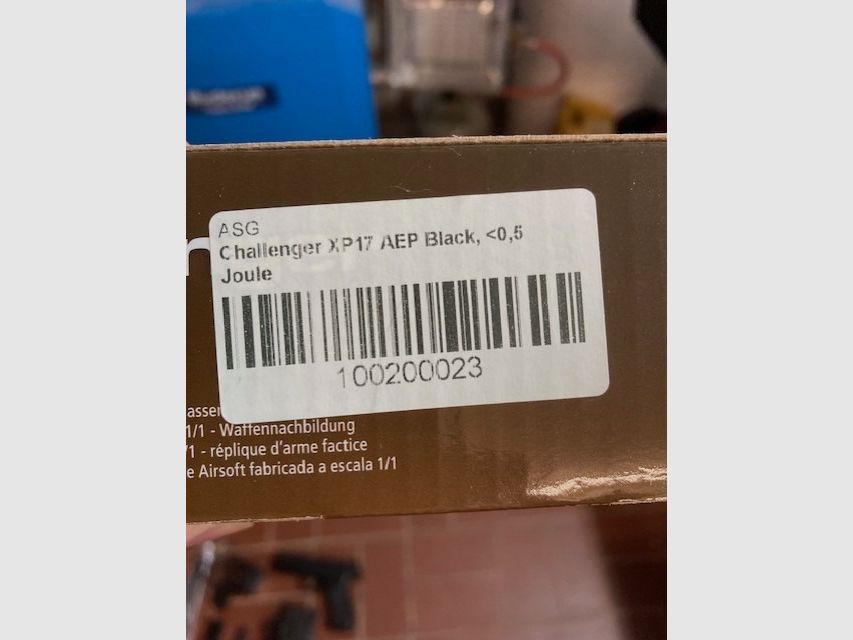 ASG
Challenger XP17 AEP Black, <0,5
Joule
100200023
1/1 - Waffennachbildung
/1 - réplique d'arme factice
e Airsoft fabricada a escala 1/1